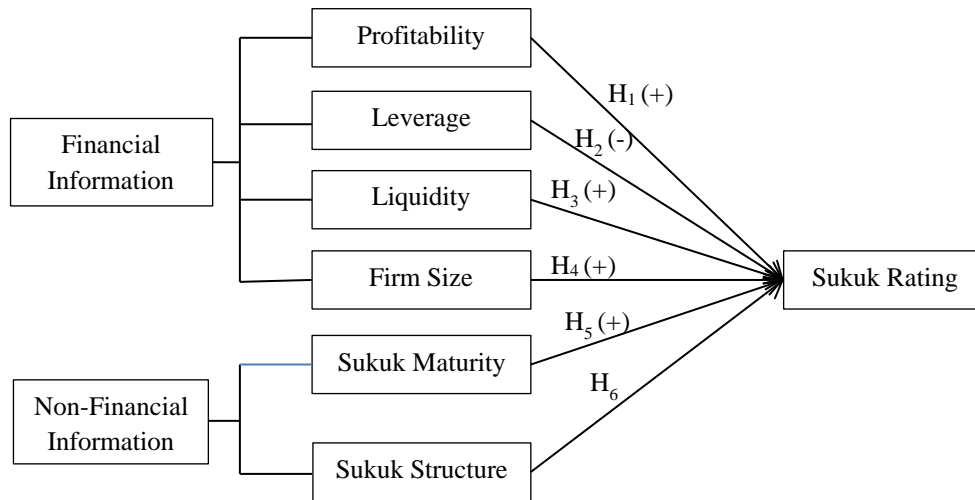 Profitability
H₁ (+)
Leverage
Financial
Information
H₂ (-)
Liquidity
H₃ (+)
Firm Size
H₄ (+)
Sukuk Rating
H₅ (+)
Sukuk Maturity
H₆
Non-Financial
Information
Sukuk Structure